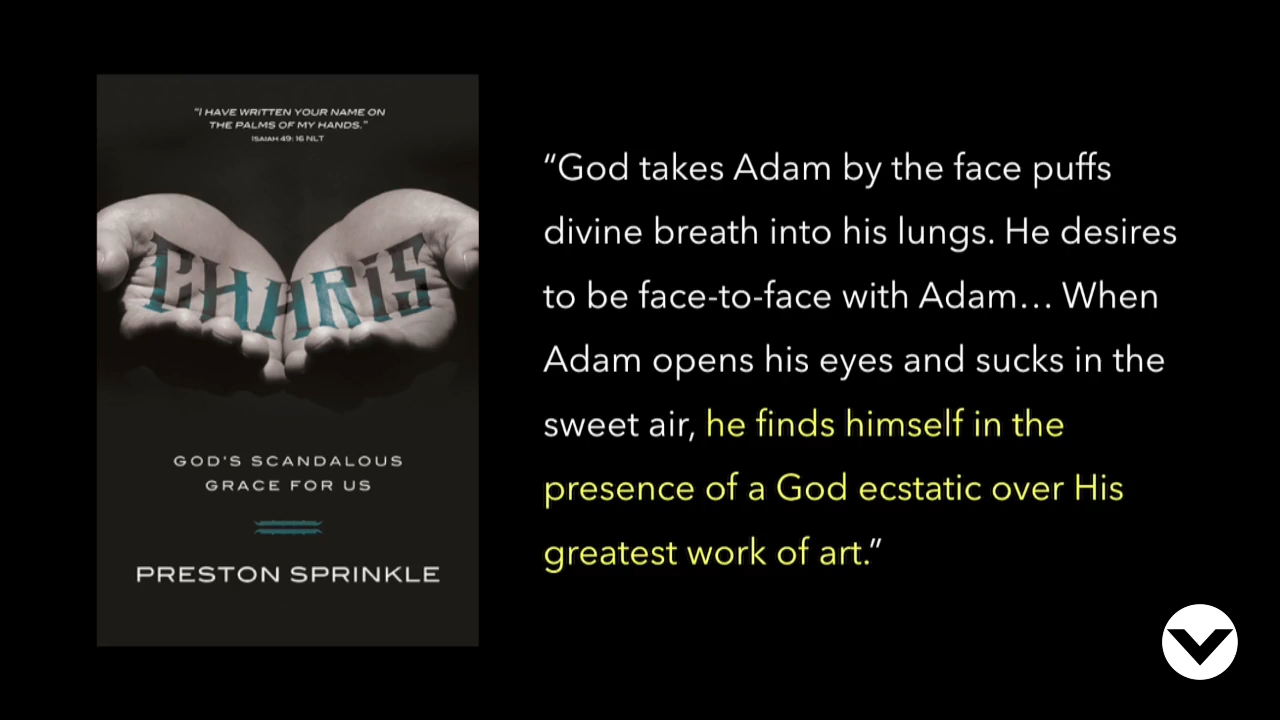 "I HAVE WRITTEN YOUR NAME ON
THE PALMS OF MY HANDS."
ISAIAH 49:16 NLT
CHARIS
GOD'S SCANDALOUS
GRACE FOR US
PRESTON SPRINKLE
“God takes Adam by the face puffs
divine breath into his lungs. He desires
to be face-to-face with Adam… When
Adam opens his eyes and sucks in the
sweet air, he finds himself in the
presence of a God ecstatic over His
greatest work of art.”